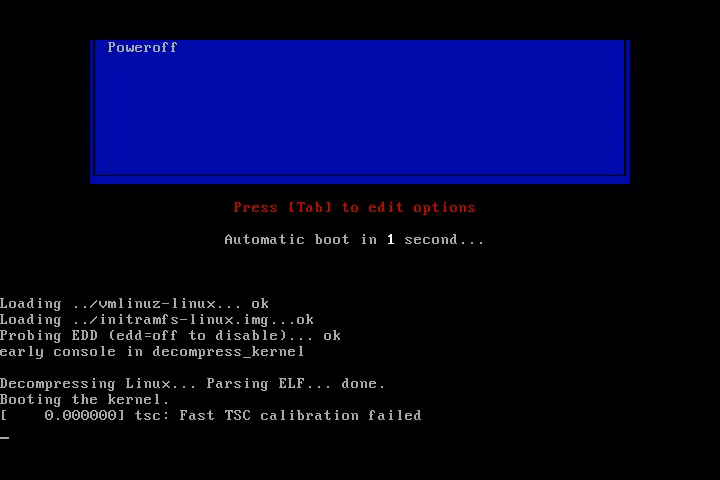 Poweroff
Press [Tab] to edit options
Automatic boot in 1 second...
Loading ../vmlinuz-linux... ok
Loading ../initramfs-linux.img...ok
Probing EDD (edd=off to disable)... ok
early console in decompress_kernel
Decompressing Linux... Parsing ELF... done.
Booting the kernel.
[    0.000000] tsc: Fast TSC calibration failed